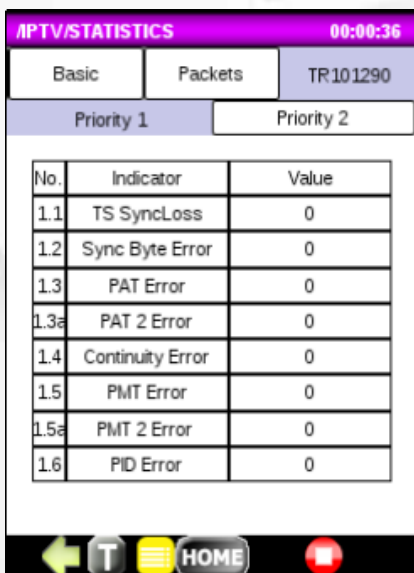 /IPTV/STATISTICS 00:00:36
Basic Packets TR101290
Priority 1 Priority 2
No. Indicator Value
1.1 TS SyncLoss 0
1.2 Sync Byte Error 0
1.3 PAT Error 0
1.3a PAT 2 Error 0
1.4 Continuity Error 0
1.5 PMT Error 0
1.5a PMT 2 Error 0
1.6 PID Error 0
T HOME